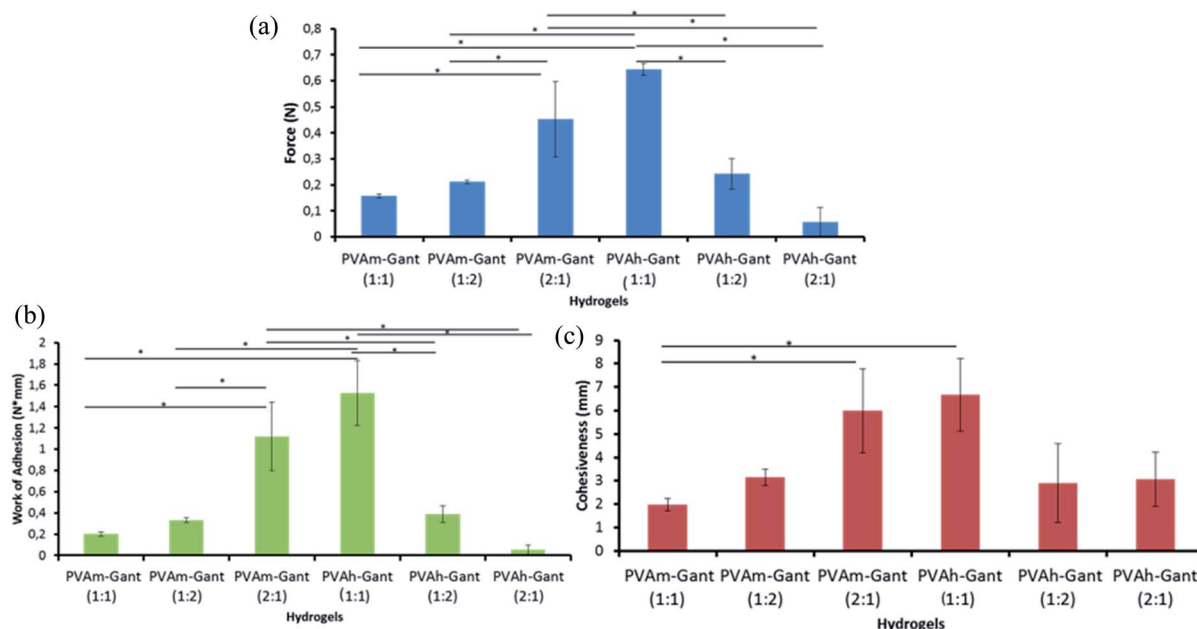 (a)
0,8
0,7
0,6
0,5
0,4
0,3
0,2
0,1
0
Force (N)
* * * * * * * *
PVAm-Gant PVAm-Gant PVAm-Gant PVAh-Gant PVAh-Gant PVAh-Gant
(1:1) (1:2) (2:1) (1:1) (1:2) (2:1)
Hydrogels
(b)
2
1,8
1,6
1,4
1,2
1
0,8
0,6
0,4
0,2
0
Work of Adhesion (N*mm)
* * * * * * * *
PVAm-Gant PVAm-Gant PVAm-Gant PVAh-Gant PVAh-Gant PVAh-Gant
(1:1) (1:2) (2:1) (1:1) (1:2) (2:1)
Hydrogels
(c)
9
8
7
6
5
4
3
2
1
0
Cohesiveness (mm)
* *
PVAm-Gant PVAm-Gant PVAm-Gant PVAh-Gant PVAh-Gant PVAh-Gant
(1:1) (1:2) (2:1) (1:1) (1:2) (2:1)
Hydrogels